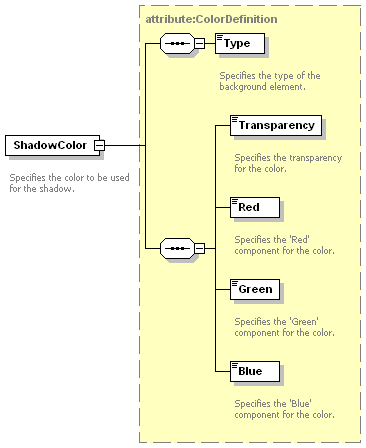 attribute:ColorDefinition
Type
Specifies the type of the
background element.
ShadowColor
Specifies the color to be used
for the shadow.
Transparency
Specifies the transparency
for the color.
Red
Specifies the 'Red'
component for the color.
Green
Specifies the 'Green'
component for the color.
Blue
Specifies the 'Blue'
component for the color.